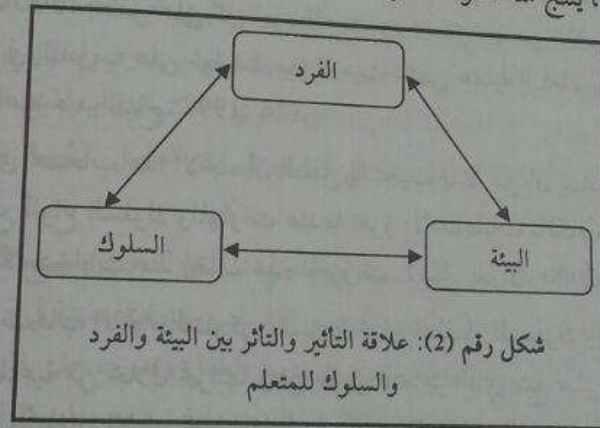 الفرد
السلوك
البيئة
شكل رقم (2): علاقة التأثير والتأثر بين البيئة والفرد
والسلوك للمتعلم